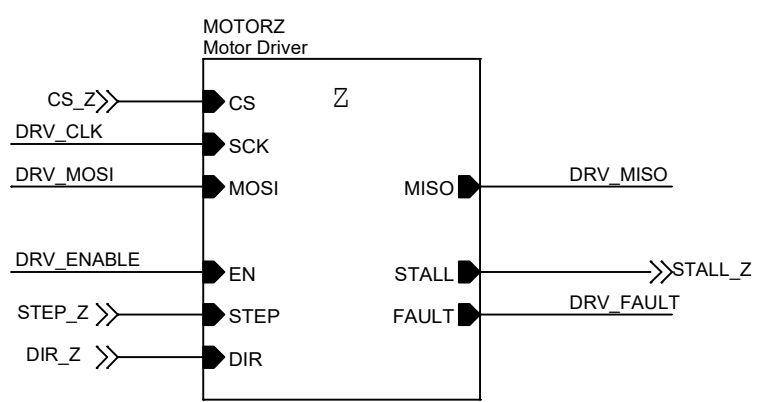 MOTORZ
Motor Driver
CS_Z
CS
Z
DRV_CLK
SCK
DRV_MOSI
MOSI
MISO
DRV_MISO
DRV_ENABLE
EN
STALL
STALL_Z
STEP_Z
STEP
FAULT
DRV_FAULT
DIR_Z
DIR